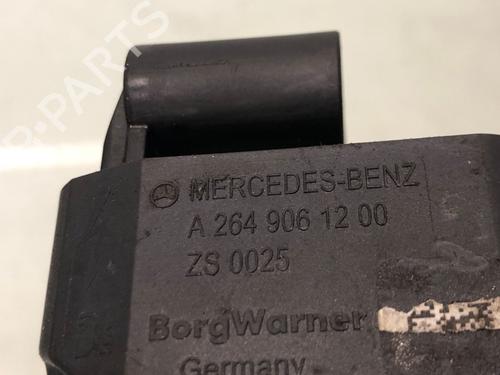 MERCEDES-BENZ
A 264 906 12 00
ZS 0025
BorgWarner
Germany